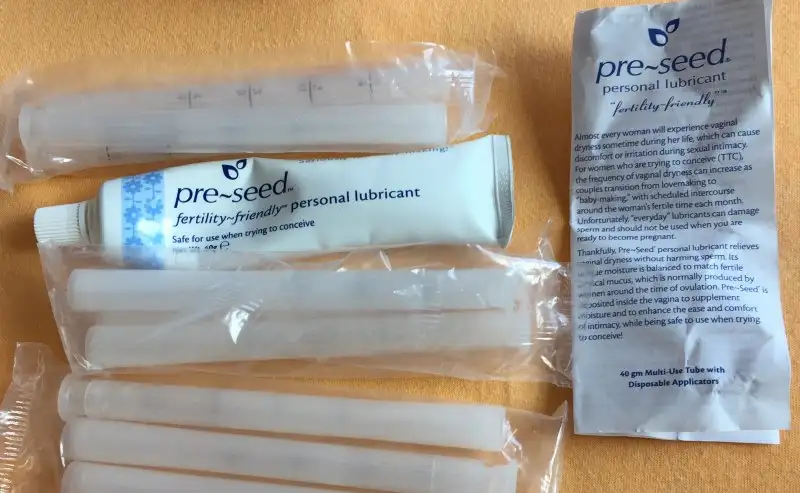 pre~seed™
fertility~friendly™ personal lubricant
Safe for use when trying to conceive
40g e
pre~seed®
personal lubricant
"fertility-friendly"™
Almost every woman will experience vaginal
dryness sometime during her life, which can cause
discomfort or irritation during sexual intimacy.
For women who are trying to conceive (TTC),
the frequency of vaginal dryness can increase as
couples transition from lovemaking to
"baby-making," with scheduled intercourse
around the woman's fertile time each month.
Unfortunately, "everyday" lubricants can damage
sperm and should not be used when you are
ready to become pregnant.
Thankfully, Pre~Seed® personal lubricant relieves
vaginal dryness without harming sperm. Its
unique moisture is balanced to match fertile
cervical mucus, which is normally produced by
women around the time of ovulation. Pre~Seed® is
deposited inside the vagina to supplement
moisture and to enhance the ease and comfort
of intimacy, while being safe to use when trying
to conceive!
40 gm Multi-Use Tube with
Disposable Applicators